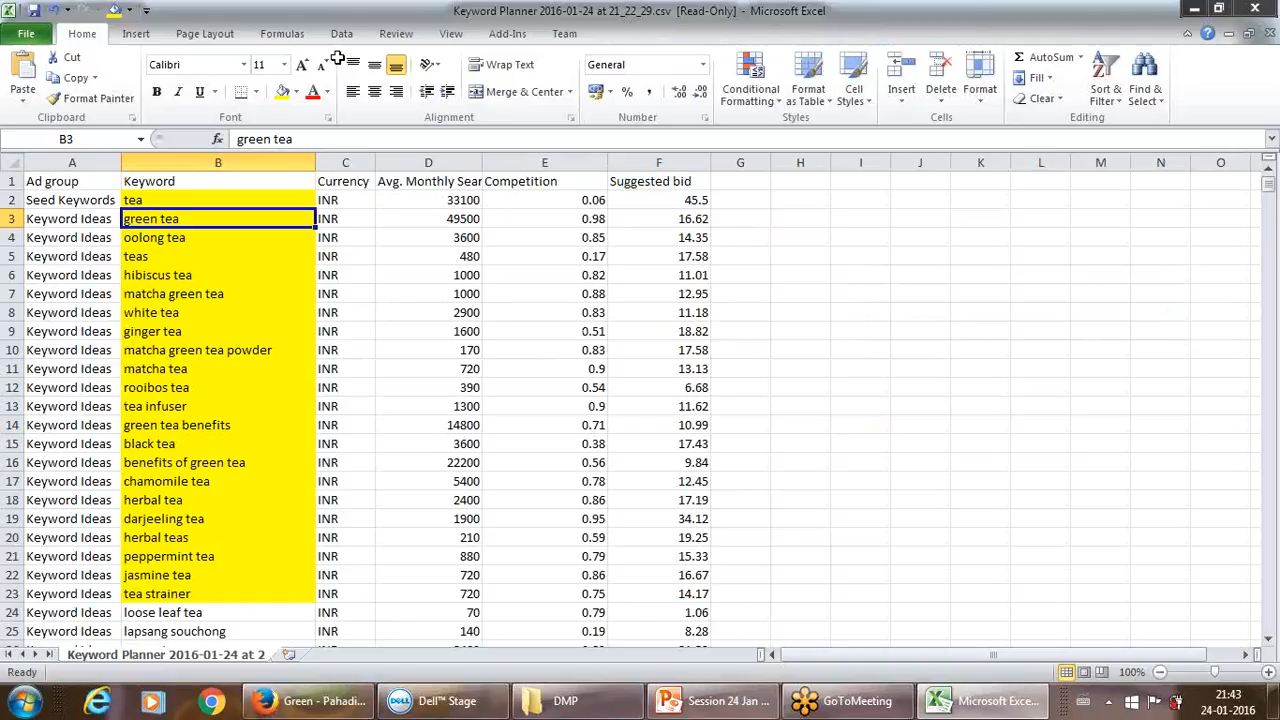 Keyword Planner 2016-01-24 at 21_22_29.csv [Read-Only] - Microsoft Excel
File Home Insert Page Layout Formulas Data Review View Add-Ins Team
Paste
Cut
Copy
Format Painter
Clipboard
Calibri 11
B I U
Font
Wrap Text
Merge & Center
Alignment
General
%
Number
Conditional Formatting
Format as Table
Cell Styles
Styles
Insert Delete Format
Cells
AutoSum
Fill
Clear
Sort & Filter
Find & Select
Editing
B3 fx green tea
A B C D E F G H I J K L M N O
1 Ad group Keyword Currency Avg. Monthly Sear Competition Suggested bid
2 Seed Keywords tea INR 33100 0.06 45.5
3 Keyword Ideas green tea INR 49500 0.98 16.62
4 Keyword Ideas oolong tea INR 3600 0.85 14.35
5 Keyword Ideas teas INR 480 0.17 17.58
6 Keyword Ideas hibiscus tea INR 1000 0.82 11.01
7 Keyword Ideas matcha green tea INR 1000 0.88 12.95
8 Keyword Ideas white tea INR 2900 0.83 11.18
9 Keyword Ideas ginger tea INR 1600 0.51 18.82
10 Keyword Ideas matcha green tea powder INR 170 0.83 17.58
11 Keyword Ideas matcha tea INR 720 0.9 13.13
12 Keyword Ideas rooibos tea INR 390 0.54 6.68
13 Keyword Ideas tea infuser INR 1300 0.9 11.62
14 Keyword Ideas green tea benefits INR 14800 0.71 10.99
15 Keyword Ideas black tea INR 3600 0.38 17.43
16 Keyword Ideas benefits of green tea INR 22200 0.56 9.84
17 Keyword Ideas chamomile tea INR 5400 0.78 12.45
18 Keyword Ideas herbal tea INR 2400 0.86 17.19
19 Keyword Ideas darjeeling tea INR 1900 0.95 34.12
20 Keyword Ideas herbal teas INR 210 0.59 19.25
21 Keyword Ideas peppermint tea INR 880 0.79 15.33
22 Keyword Ideas jasmine tea INR 720 0.86 16.67
23 Keyword Ideas tea strainer INR 720 0.75 14.17
24 Keyword Ideas loose leaf tea INR 70 0.79 1.06
25 Keyword Ideas lapsang souchong INR 140 0.19 8.28
Keyword Planner 2016-01-24 at 2
Ready 100%
Green - Pahadi...
Dell™ Stage
DMP
Session 24 Jan ...
GoToMeeting
Microsoft Exce...
21:43
24-01-2016